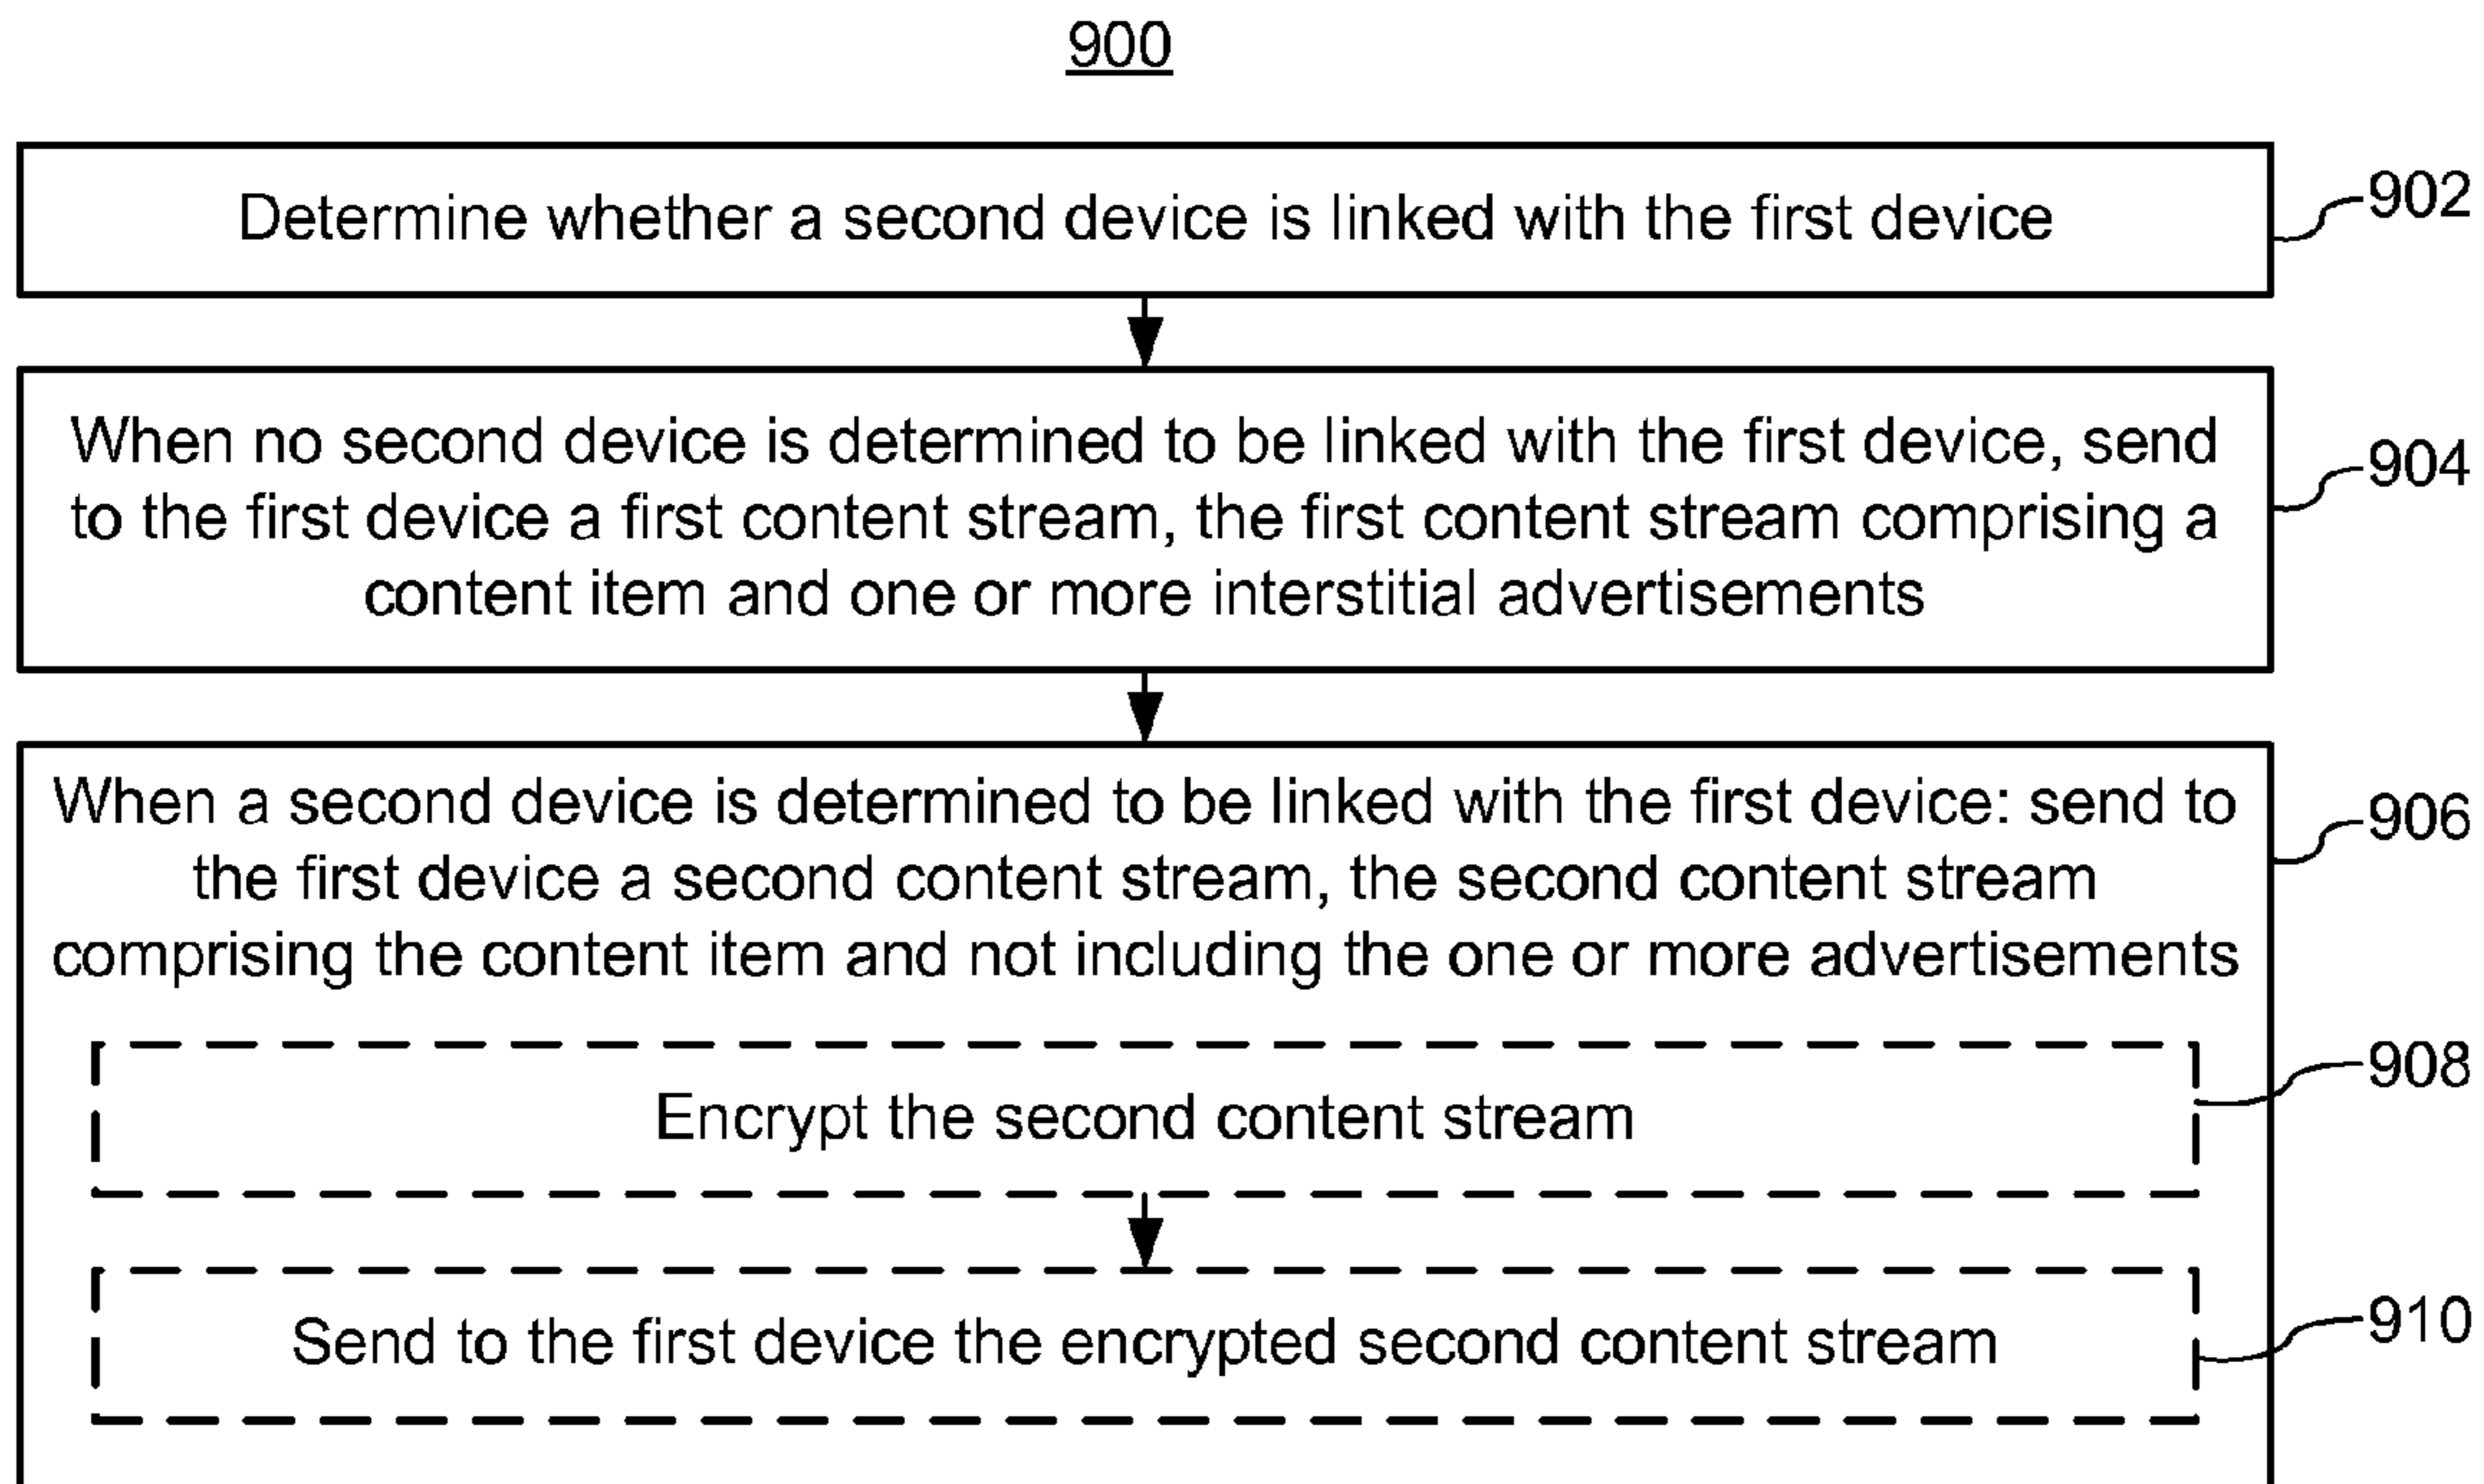 900
Determine whether a second device is linked with the first device
902
When no second device is determined to be linked with the first device, send
to the first device a first content stream, the first content stream comprising a
content item and one or more interstitial advertisements
904
When a second device is determined to be linked with the first device: send to
the first device a second content stream, the second content stream
comprising the content item and not including the one or more advertisements
906
Encrypt the second content stream
908
Send to the first device the encrypted second content stream
910